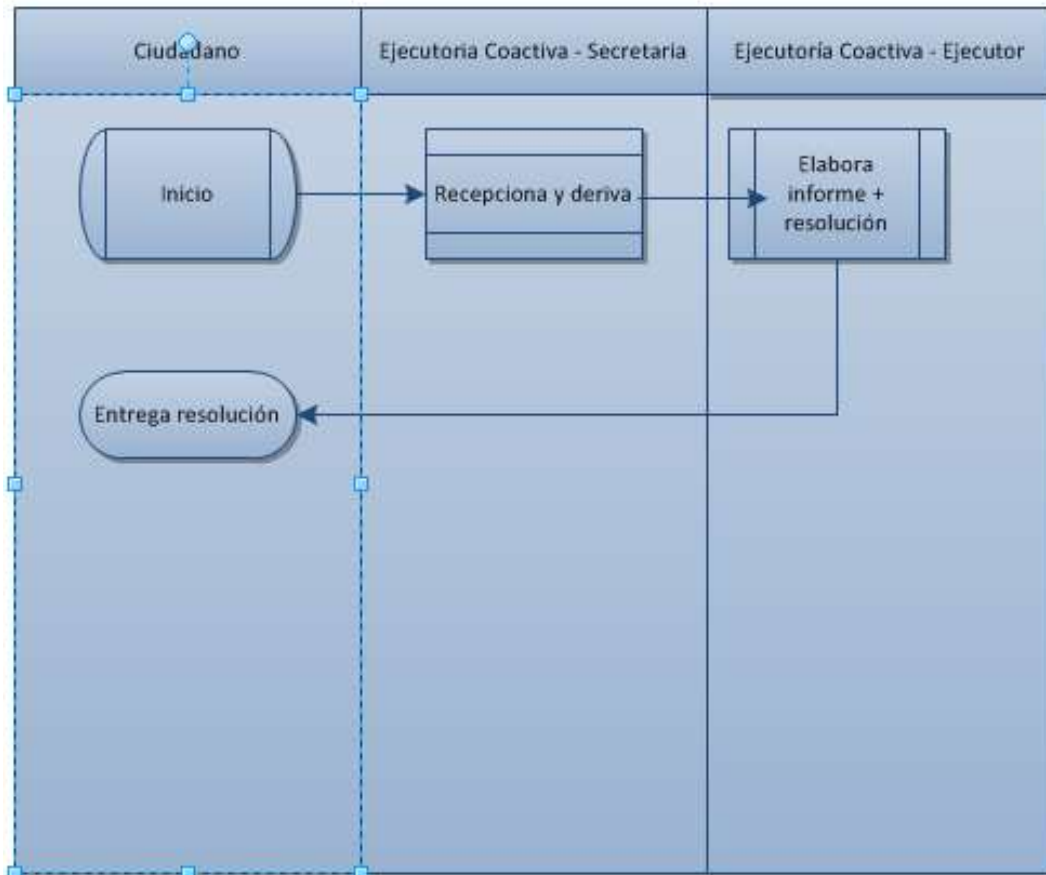 Ciudadano
Ejecutoria Coactiva - Secretaria
Ejecutoría Coactiva - Ejecutor
Inicio
Recepciona y deriva
Elabora
informe +
resolución
Entrega resolución